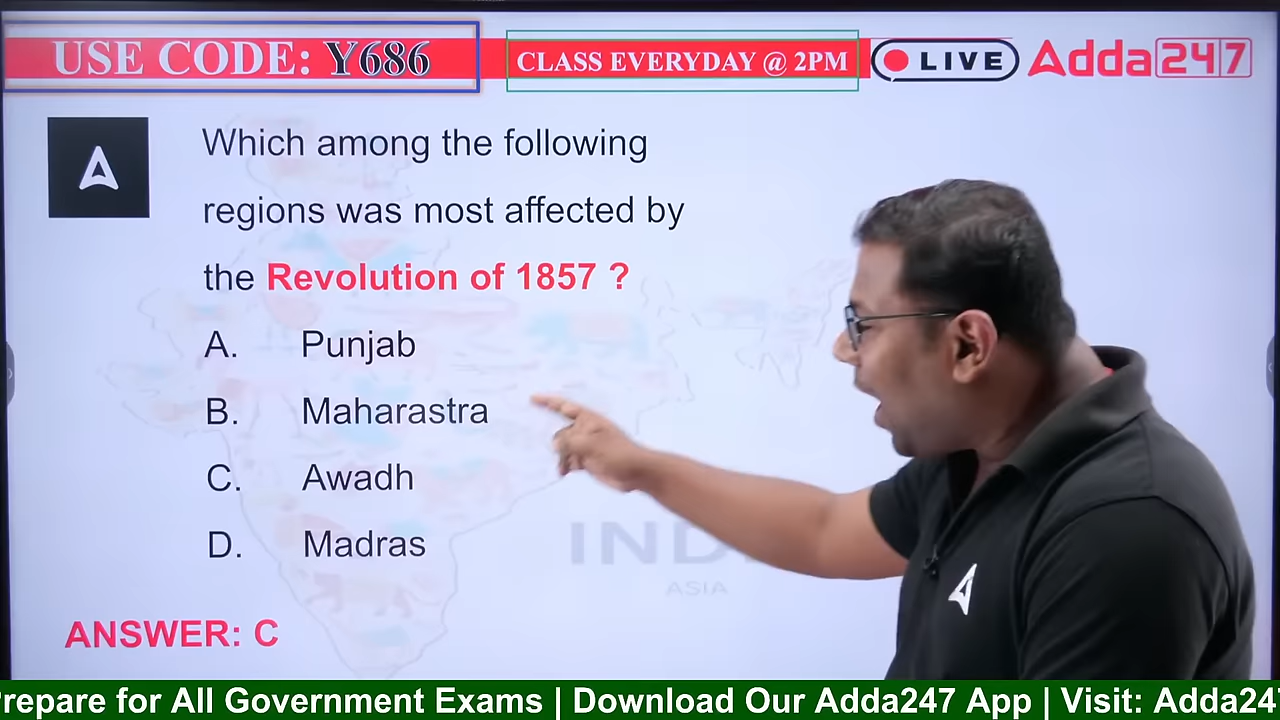 USE CODE: Y686
CLASS EVERYDAY @ 2PM
LIVE
Adda247
Which among the following
regions was most affected by
the Revolution of 1857 ?
A. Punjab
B. Maharastra
C. Awadh
D. Madras
INDI
ASIA
ANSWER: C
repare for All Government Exams | Download Our Adda247 App | Visit: Adda24